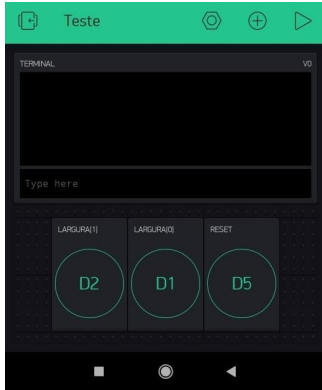 Teste
TERMINAL V0
Type here
LARGURA(1) LARGURA(0) RESET
D2 D1 D5